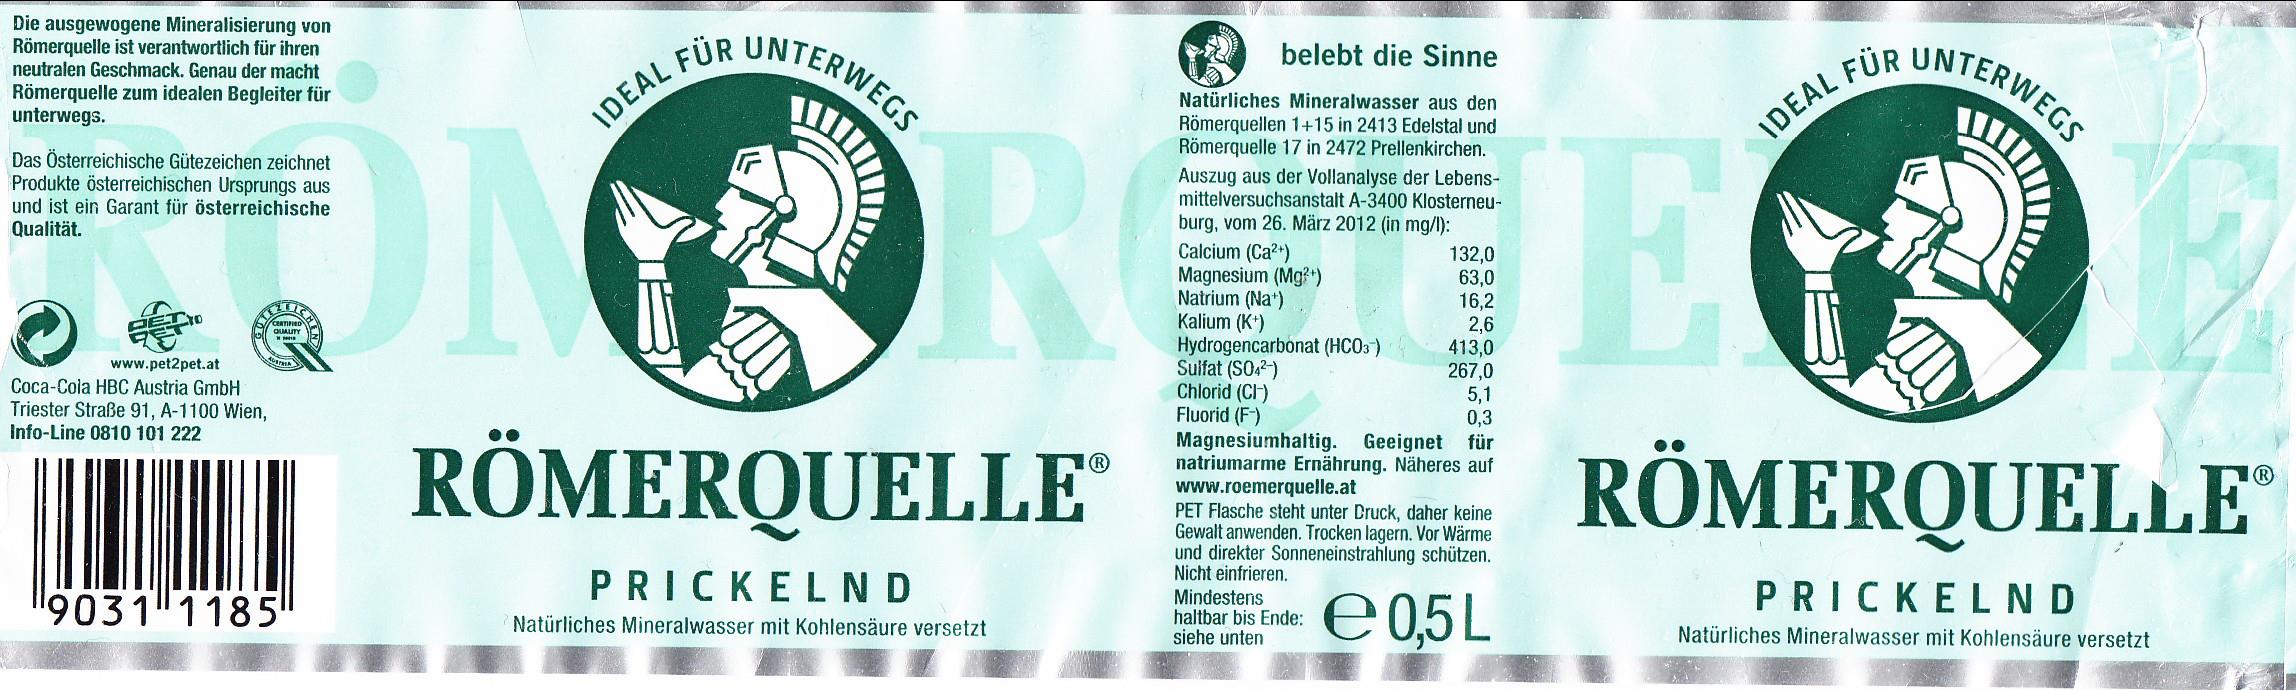 Die ausgewogene Mineralisierung von
Römerquelle ist verantwortlich für ihren
neutralen Geschmack. Genau der macht
Römerquelle zum idealen Begleiter für
unterwegs.
Das Österreichische Gütezeichen zeichnet
Produkte österreichischen Ursprungs aus
und ist ein Garant für österreichische
Qualität.
PET
www.pet2pet.at
GÜTEZEICHEN
CERTIFIED
QUALITY
AUSTRIA
Coca-Cola HBC Austria GmbH
Triester Straße 91, A-1100 Wien,
Info-Line 0810 101 222
9031 1185
RÖMERQUELLE
IDEAL FÜR UNTERWEGS
RÖMERQUELLE®
PRICKELND
Natürliches Mineralwasser mit Kohlensäure versetzt
belebt die Sinne
Natürliches Mineralwasser aus den
Römerquellen 1+15 in 2413 Edelstal und
Römerquelle 17 in 2472 Prellenkirchen.
Auszug aus der Vollanalyse der Lebens-
mittelversuchsanstalt A-3400 Klosterneu-
burg, vom 26. März 2012 (in mg/l):
Calcium (Ca²⁺) 132,0
Magnesium (Mg²⁺) 63,0
Natrium (Na⁺) 16,2
Kalium (K⁺) 2,6
Hydrogencarbonat (HCO₃⁻) 413,0
Sulfat (SO₄²⁻) 267,0
Chlorid (Cl⁻) 5,1
Fluorid (F⁻) 0,3
Magnesiumhaltig. Geeignet für
natriumarme Ernährung. Näheres auf
www.roemerquelle.at
PET Flasche steht unter Druck, daher keine
Gewalt anwenden. Trocken lagern. Vor Wärme
und direkter Sonneneinstrahlung schützen.
Nicht einfrieren.
Mindestens
haltbar bis Ende:
siehe unten
℮ 0,5 L
IDEAL FÜR UNTERWEGS
RÖMERQUELLE®
PRICKELND
Natürliches Mineralwasser mit Kohlensäure versetzt